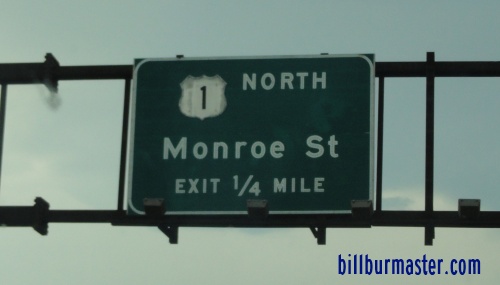 1 NORTH
Monroe St
EXIT 1/4 MILE
billburmaster.com